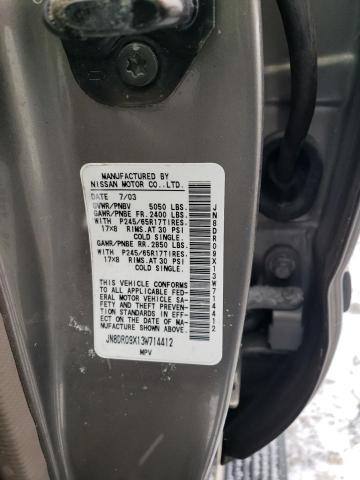 MANUFACTURED BY
NISSAN MOTOR CO.,LTD.
DATE 7/03
GVWR/PNBV 5050 LBS.
GAWR/PNBE FR. 2400 LBS.
WITH P245/65R17TIRES,
17X8 RIMS.AT 30 PSI
COLD SINGLE.
GAWR/PNBE RR. 2850 LBS.
WITH P245/65R17TIRES,
17X8 RIMS.AT 30 PSI
COLD SINGLE.
THIS VEHICLE CONFORMS
TO ALL APPLICABLE FED-
ERAL MOTOR VEHICLE SA-
FETY AND THEFT PREVEN-
TION STANDARDS IN EFF-
ECT ON THE DATE OF MA-
NUFACTURE SHOWN ABOVE.
JN8DR09X13W714412
MPV
JN8DR09X13W714412